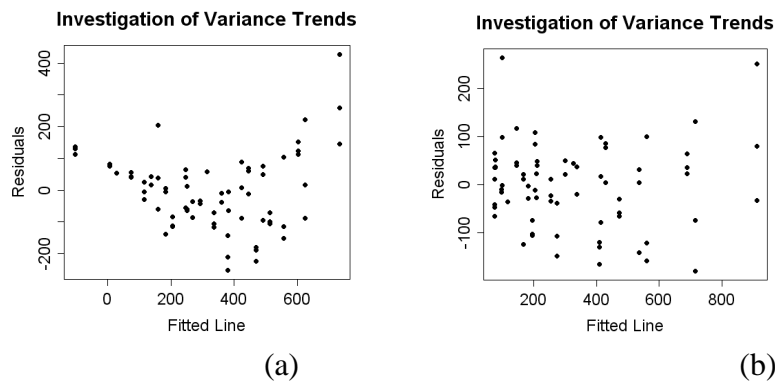 Investigation of Variance Trends
Residuals
400
200
0
-200
0
200
400
600
Fitted Line
(a)
Investigation of Variance Trends
Residuals
200
100
0
-100
200
400
600
800
Fitted Line
(b)